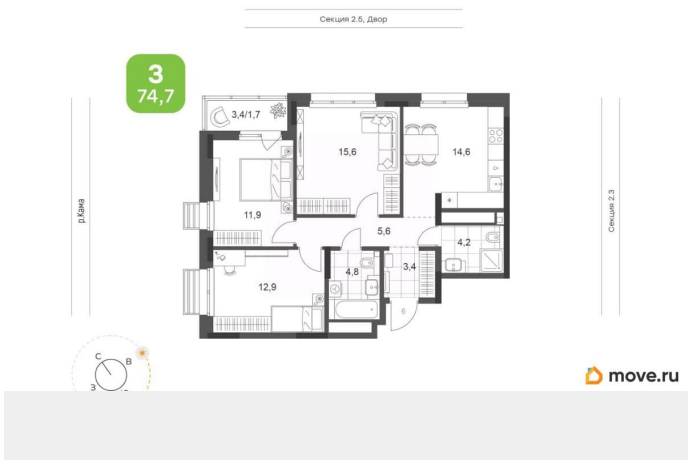 Секция 2.5, Двор
3
74,7
3,4/1,7
15,6
14,6
р.Кама
11,9
Секция 2.3
5,6
4,2
4,8
3,4
12,9
6
С
В
З
move.ru